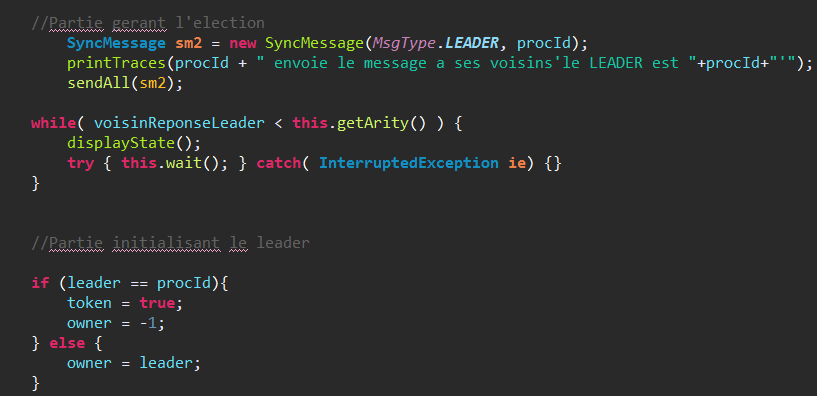 //Partie gerant l'election
SyncMessage sm2 = new SyncMessage(MsgType.LEADER, procId);
printTraces(procId + " envoie le message a ses voisins'le LEADER est "+procId+"'");
sendAll(sm2);
while( voisinReponseLeader < this.getArity() ) {
displayState();
try { this.wait(); } catch( InterruptedException ie) {}
}
//Partie initialisant le leader
if (leader == procId){
token = true;
owner = -1;
} else {
owner = leader;
}